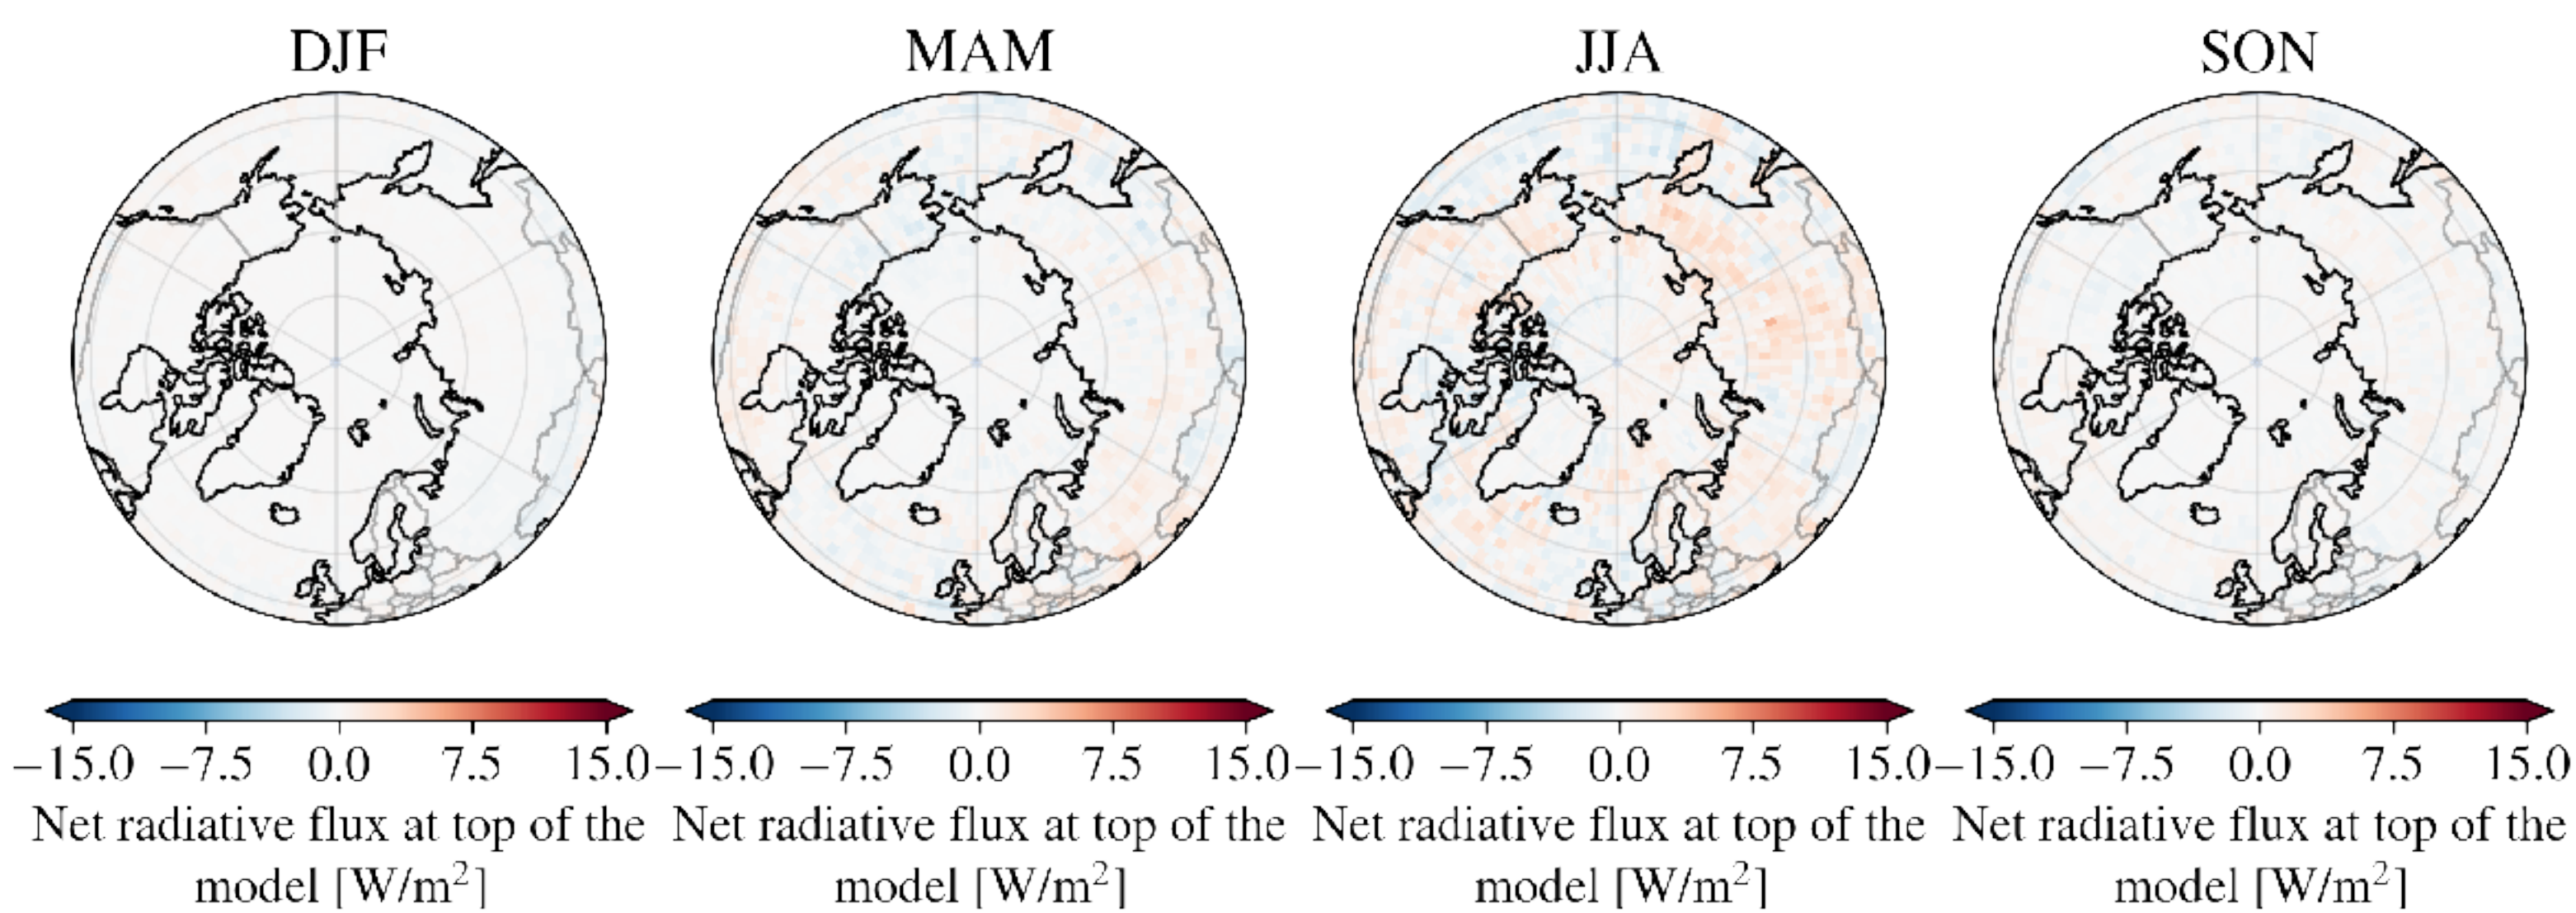 DJF MAM JJA SON
−15.0 −7.5 0.0 7.5 15.0 −15.0 −7.5 0.0 7.5 15.0 −15.0 −7.5 0.0 7.5 15.0 −15.0 −7.5 0.0 7.5 15.0
Net radiative flux at top of the Net radiative flux at top of the Net radiative flux at top of the Net radiative flux at top of the
model [W/m²] model [W/m²] model [W/m²] model [W/m²]